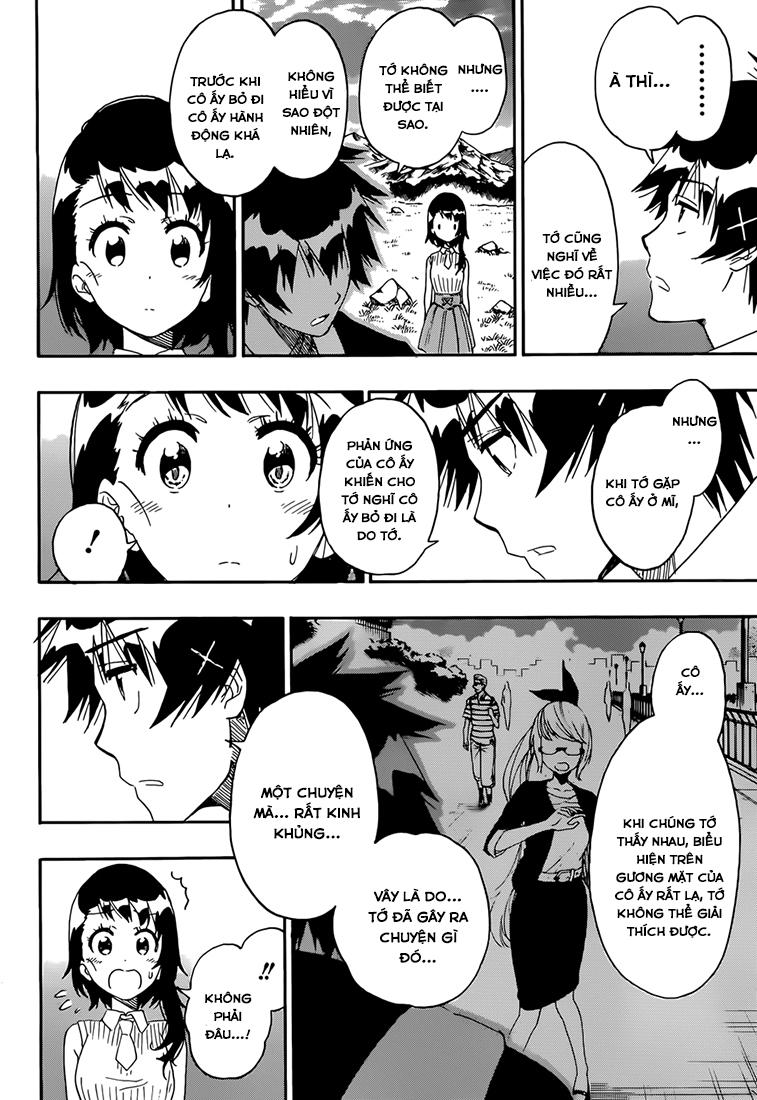 .........
À THÌ...
TỚ CŨNG
NGHĨ VỀ
VIỆC ĐÓ RẤT
NHIỀU...
NHƯNG
....
TỚ KHÔNG
THỂ BIẾT
ĐƯỢC TẠI
SAO.
KHÔNG
HIỂU VÌ
SAO ĐỘT
NHIÊN,
TRƯỚC KHI
CÔ ẤY BỎ ĐI
CÔ ẤY HÀNH
ĐỘNG KHÁ
LẠ.
NHƯNG
...
KHI TỚ GẶP
CÔ ẤY Ở MĨ,
PHẢN ỨNG
CỦA CÔ ẤY
KHIẾN CHO
TỚ NGHĨ CÔ
ẤY BỎ ĐI LÀ
DO TỚ.
!
CÔ
ẤY...
KHI CHÚNG TỚ
THẤY NHAU, BIỂU
HIỆN TRÊN
GƯƠNG MẶT CỦA
CÔ ẤY RẤT LẠ, TỚ
KHÔNG THỂ GIẢI
THÍCH ĐƯỢC.
MỘT CHUYỆN
MÀ... RẤT KINH
KHỦNG...
VẬY LÀ DO...
TỚ ĐÃ GÂY RA
CHUYỆN GÌ
ĐÓ...
!!
KHÔNG
PHẢI
ĐÂU...!